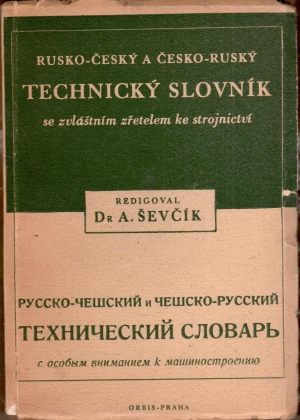 RUSKO-ČESKÝ A ČESKO-RUSKÝ
TECHNICKÝ SLOVNÍK
se zvláštním zřetelem ke strojnictví
REDIGOVAL
DR A. ŠEVČÍK
РУССКО-ЧЕШСКИЙ и ЧЕШСКО-РУССКИЙ
ТЕХНИЧЕСКИЙ СЛОВАРЬ
с особым вниманием к машиностроению
ORBIS-PRAHA